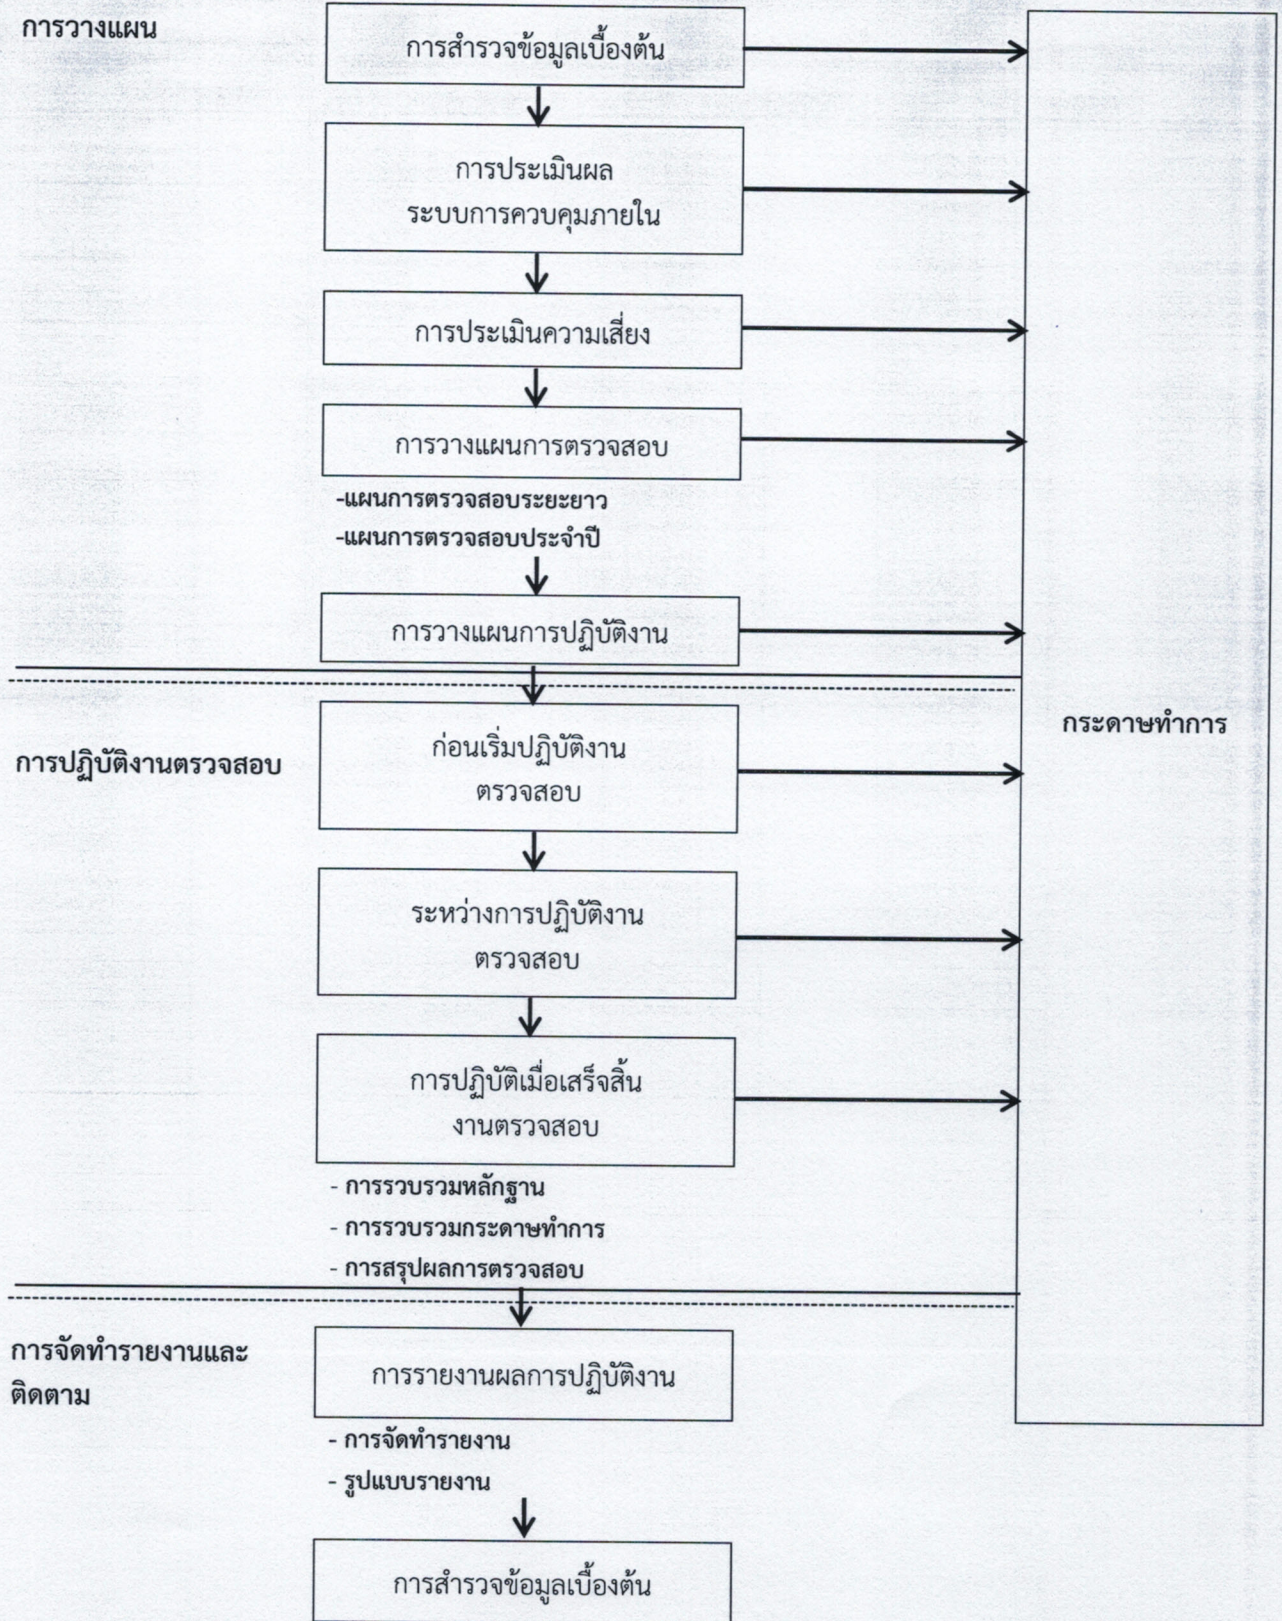 การวางแผน
การสำรวจข้อมูลเบื้องต้น
การประเมินผล
ระบบการควบคุมภายใน
การประเมินความเสี่ยง
การวางแผนการตรวจสอบ
-แผนการตรวจสอบระยะยาว
-แผนการตรวจสอบประจำปี
การวางแผนการปฏิบัติงาน
กระดาษทำการ
การปฏิบัติงานตรวจสอบ
ก่อนเริ่มปฏิบัติงาน
ตรวจสอบ
ระหว่างการปฏิบัติงาน
ตรวจสอบ
การปฏิบัติเมื่อเสร็จสิ้น
งานตรวจสอบ
- การรวบรวมหลักฐาน
- การรวบรวมกระดาษทำการ
- การสรุปผลการตรวจสอบ
การจัดทำรายงานและ
ติดตาม
การรายงานผลการปฏิบัติงาน
- การจัดทำรายงาน
- รูปแบบรายงาน
การสำรวจข้อมูลเบื้องต้น